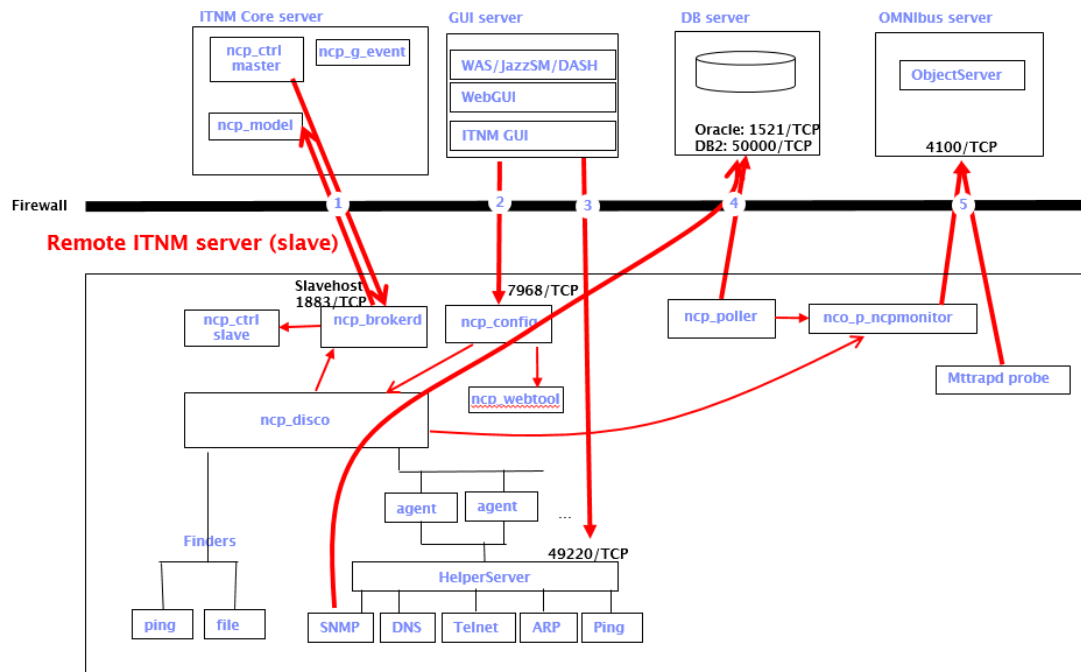 ITNM Core server
GUI server
DB server
OMNIbus server
ncp_ctrl
master
ncp_g_event
ncp_model
WAS/JazzSM/DASH
WebGUI
ITNM GUI
Oracle: 1521/TCP
DB2: 50000/TCP
ObjectServer
4100/TCP
Firewall
1
2
3
4
5
Remote ITNM server (slave)
Slavehost
1883/TCP
7968/TCP
ncp_ctrl
slave
ncp_brokerd
ncp_config
ncp_poller
nco_p_ncpmonitor
Mttrapd probe
ncp_webtool
ncp_disco
agent
agent
...
Finders
49220/TCP
HelperServer
ping
file
SNMP
DNS
Telnet
ARP
Ping